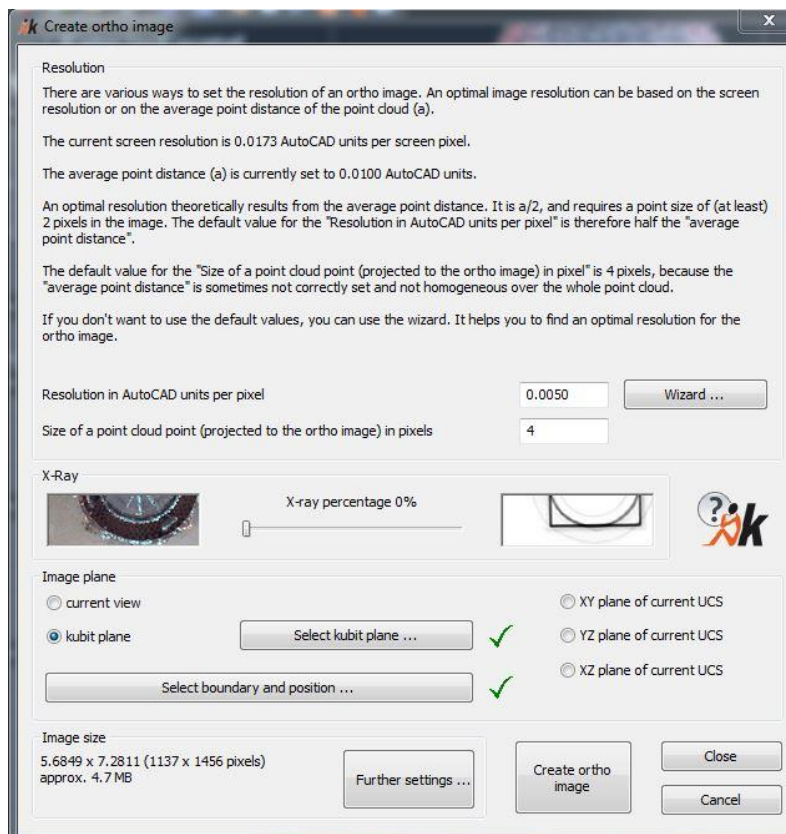 Create ortho image
X
Resolution
There are various ways to set the resolution of an ortho image. An optimal image resolution can be based on the screen
resolution or on the average point distance of the point cloud (a).
The current screen resolution is 0.0173 AutoCAD units per screen pixel.
The average point distance (a) is currently set to 0.0100 AutoCAD units.
An optimal resolution theoretically results from the average point distance. It is a/2, and requires a point size of (at least)
2 pixels in the image. The default value for the "Resolution in AutoCAD units per pixel" is therefore half the "average
point distance".
The default value for the "Size of a point cloud point (projected to the ortho image) in pixel" is 4 pixels, because the
"average point distance" is sometimes not correctly set and not homogeneous over the whole point cloud.
If you don't want to use the default values, you can use the wizard. It helps you to find an optimal resolution for the
ortho image.
Resolution in AutoCAD units per pixel 0.0050 Wizard ...
Size of a point cloud point (projected to the ortho image) in pixels 4
X-Ray
X-ray percentage 0%
?k
Image plane
current view XY plane of current UCS
kubit plane Select kubit plane ... YZ plane of current UCS
XZ plane of current UCS
Select boundary and position ...
Image size
5.6849 x 7.2811 (1137 x 1456 pixels)
approx. 4.7 MB
Further settings ...
Create ortho
image
Close
Cancel